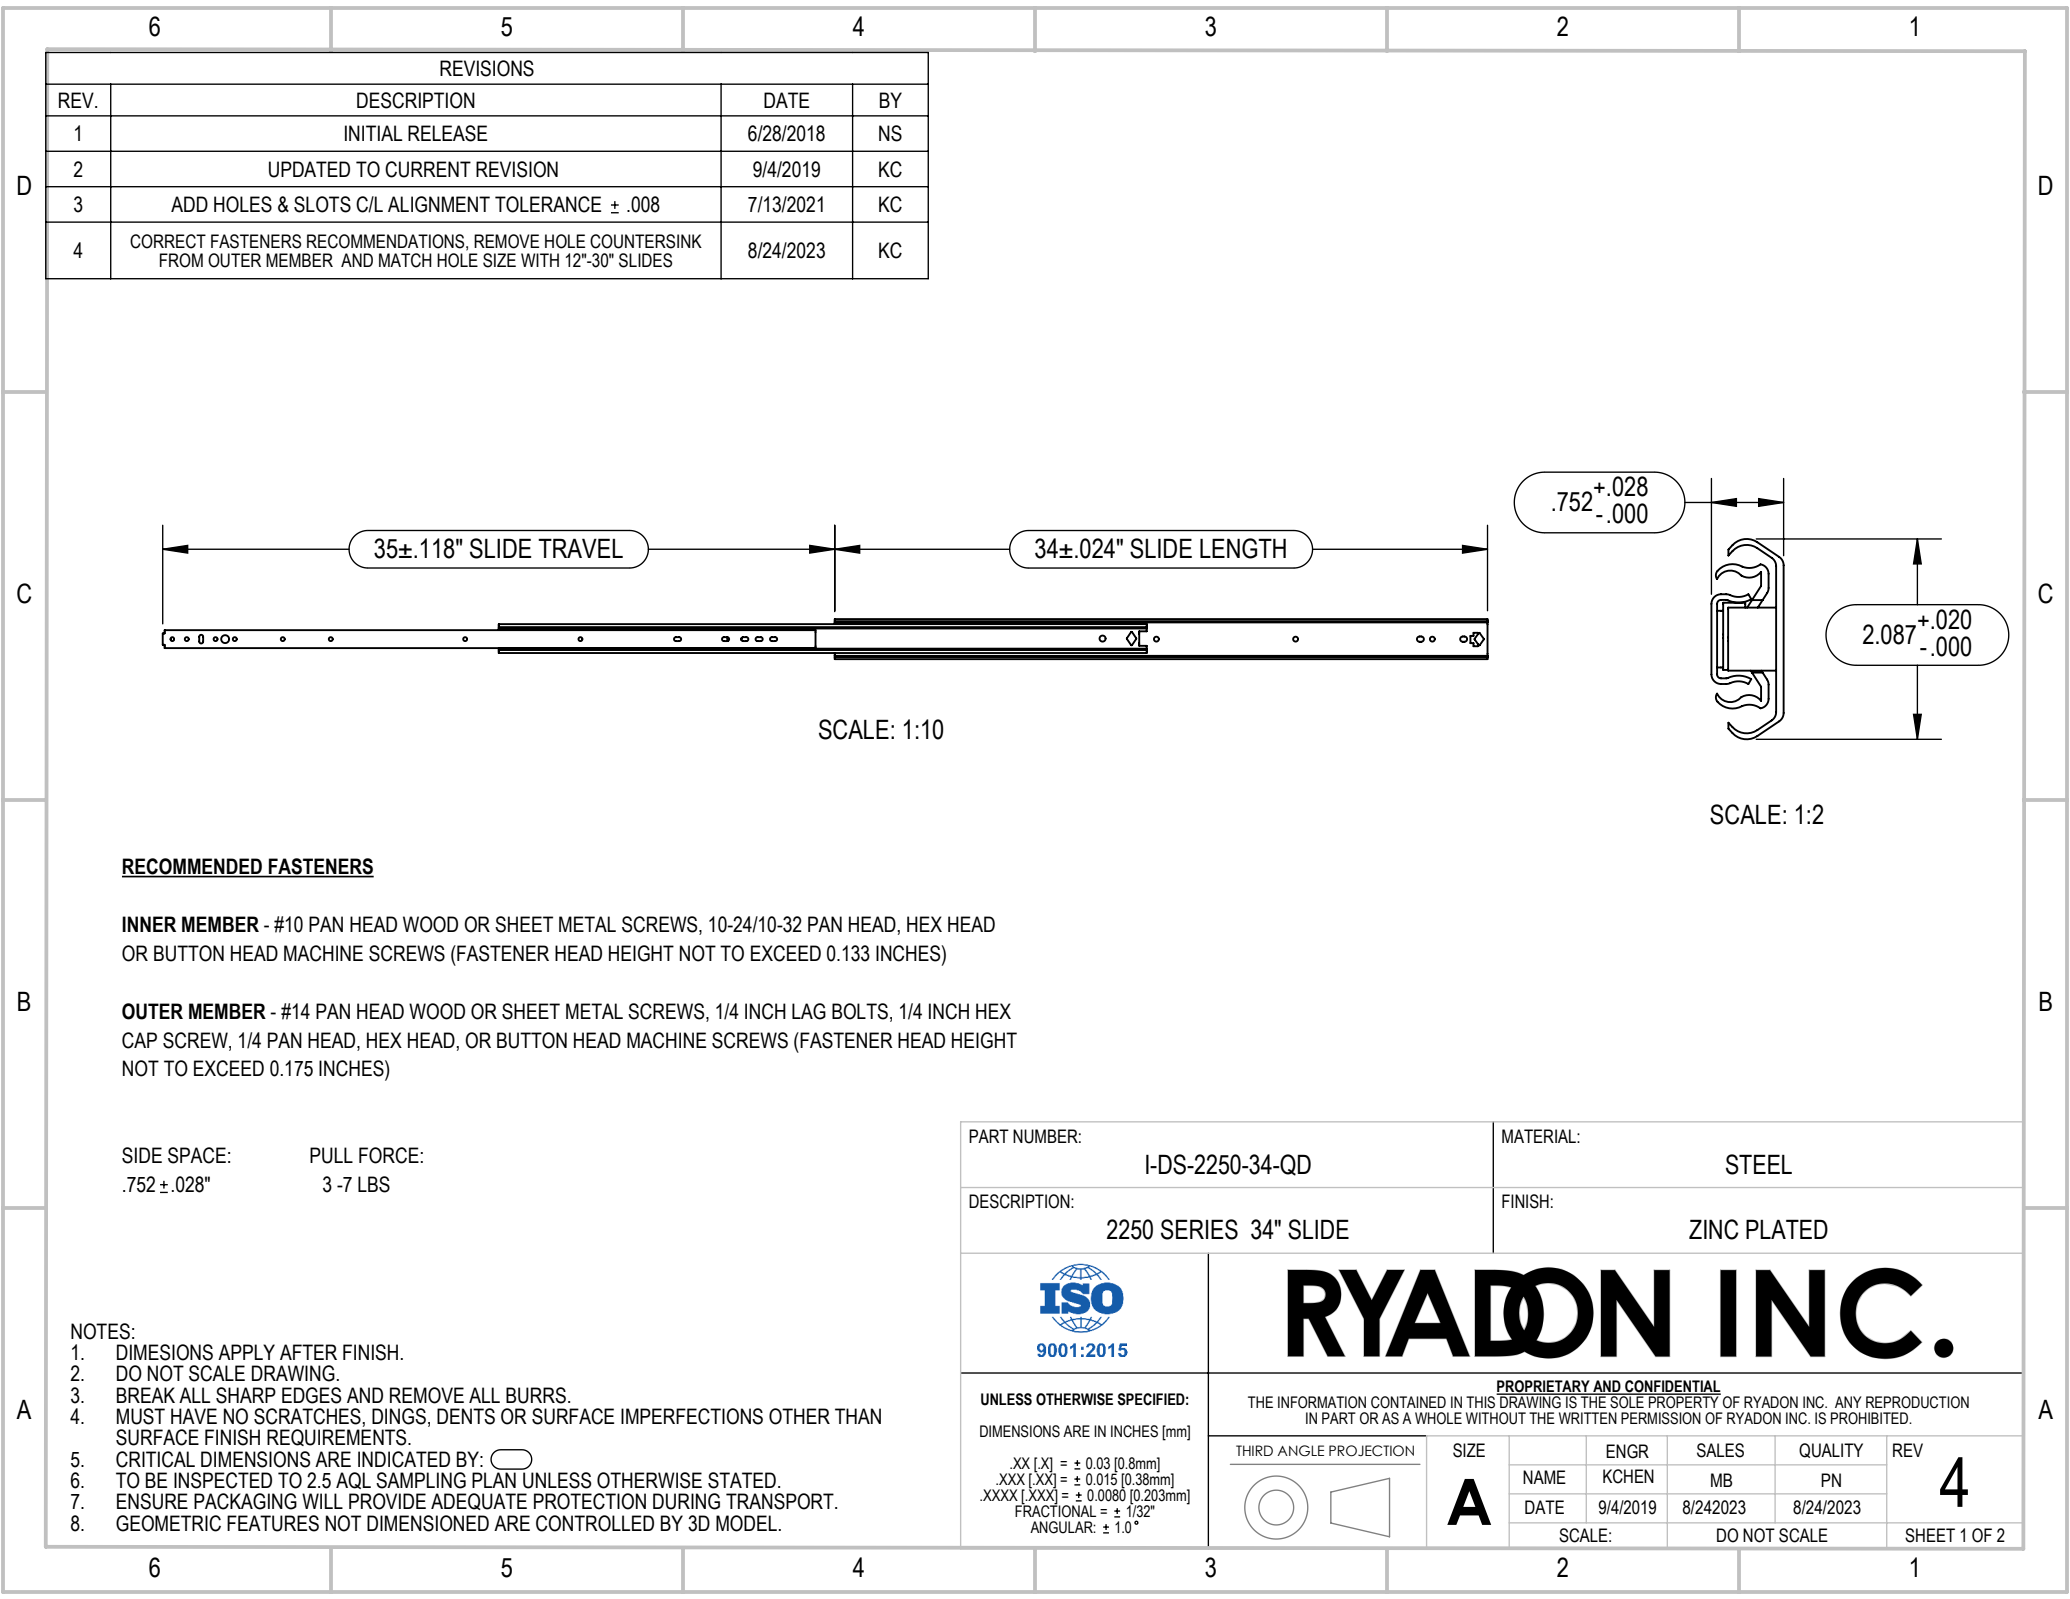 6 5 4 3 2 1
REVISIONS
REV. DESCRIPTION DATE BY
1 INITIAL RELEASE 6/28/2018 NS
2 UPDATED TO CURRENT REVISION 9/4/2019 KC
3 ADD HOLES & SLOTS C/L ALIGNMENT TOLERANCE ± .008 7/13/2021 KC
4 CORRECT FASTENERS RECOMMENDATIONS, REMOVE HOLE COUNTERSINK
FROM OUTER MEMBER AND MATCH HOLE SIZE WITH 12"-30" SLIDES 8/24/2023 KC
D D
.752 +.028
- .000
35±.118" SLIDE TRAVEL 34±.024" SLIDE LENGTH
C C
2.087 +.020
- .000
SCALE: 1:10
SCALE: 1:2
RECOMMENDED FASTENERS
INNER MEMBER - #10 PAN HEAD WOOD OR SHEET METAL SCREWS, 10-24/10-32 PAN HEAD, HEX HEAD
OR BUTTON HEAD MACHINE SCREWS (FASTENER HEAD HEIGHT NOT TO EXCEED 0.133 INCHES)
B B
OUTER MEMBER - #14 PAN HEAD WOOD OR SHEET METAL SCREWS, 1/4 INCH LAG BOLTS, 1/4 INCH HEX
CAP SCREW, 1/4 PAN HEAD, HEX HEAD, OR BUTTON HEAD MACHINE SCREWS (FASTENER HEAD HEIGHT
NOT TO EXCEED 0.175 INCHES)
SIDE SPACE: PULL FORCE:
.752 ± .028" 3 -7 LBS
PART NUMBER:
I-DS-2250-34-QD
MATERIAL:
STEEL
DESCRIPTION:
2250 SERIES 34" SLIDE
FINISH:
ZINC PLATED
ISO
9001:2015
RYADON INC.
NOTES:
1. DIMESIONS APPLY AFTER FINISH.
2. DO NOT SCALE DRAWING.
3. BREAK ALL SHARP EDGES AND REMOVE ALL BURRS.
4. MUST HAVE NO SCRATCHES, DINGS, DENTS OR SURFACE IMPERFECTIONS OTHER THAN
SURFACE FINISH REQUIREMENTS.
5. CRITICAL DIMENSIONS ARE INDICATED BY:
6. TO BE INSPECTED TO 2.5 AQL SAMPLING PLAN UNLESS OTHERWISE STATED.
7. ENSURE PACKAGING WILL PROVIDE ADEQUATE PROTECTION DURING TRANSPORT.
8. GEOMETRIC FEATURES NOT DIMENSIONED ARE CONTROLLED BY 3D MODEL.
A A
UNLESS OTHERWISE SPECIFIED:
DIMENSIONS ARE IN INCHES [mm]
.XX [.X] = ± 0.03 [0.8mm]
.XXX [.XX] = ± 0.015 [0.38mm]
.XXXX [.XXX] = ± 0.0080 [0.203mm]
FRACTIONAL = ± 1/32"
ANGULAR: ± 1.0°
PROPRIETARY AND CONFIDENTIAL
THE INFORMATION CONTAINED IN THIS DRAWING IS THE SOLE PROPERTY OF RYADON INC. ANY REPRODUCTION
IN PART OR AS A WHOLE WITHOUT THE WRITTEN PERMISSION OF RYADON INC. IS PROHIBITED.
THIRD ANGLE PROJECTION
SIZE
A
ENGR SALES QUALITY
NAME KCHEN MB PN
DATE 9/4/2019 8/242023 8/24/2023
REV
4
SCALE: DO NOT SCALE SHEET 1 OF 2
6 5 4 3 2 1